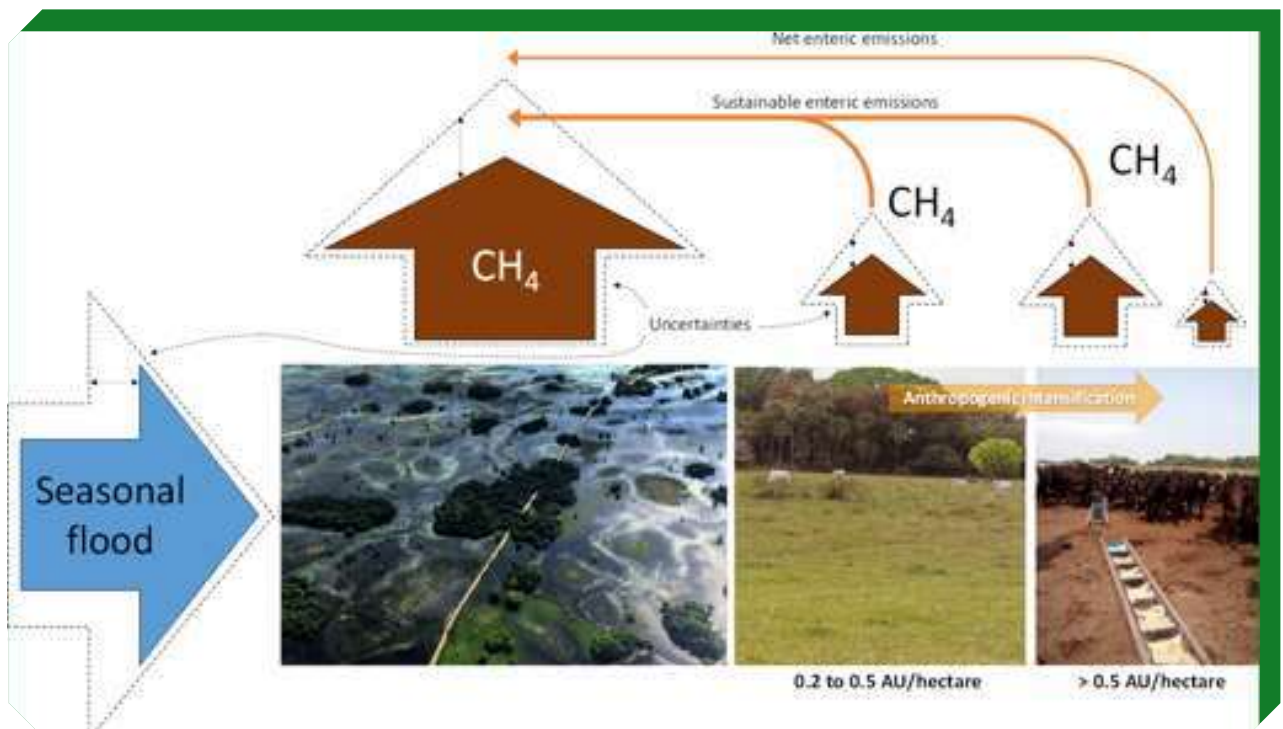 Net enteric emissions
Sustainable enteric emissions
CH4
CH4
CH4
Uncertainties
Seasonal
flood
Anthropogenic intensification
0.2 to 0.5 AU/hectare
> 0.5 AU/hectare